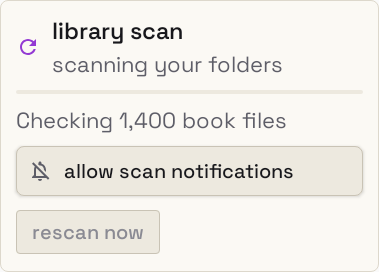 library scan
scanning your folders
Checking 1,400 book files
allow scan notifications
rescan now